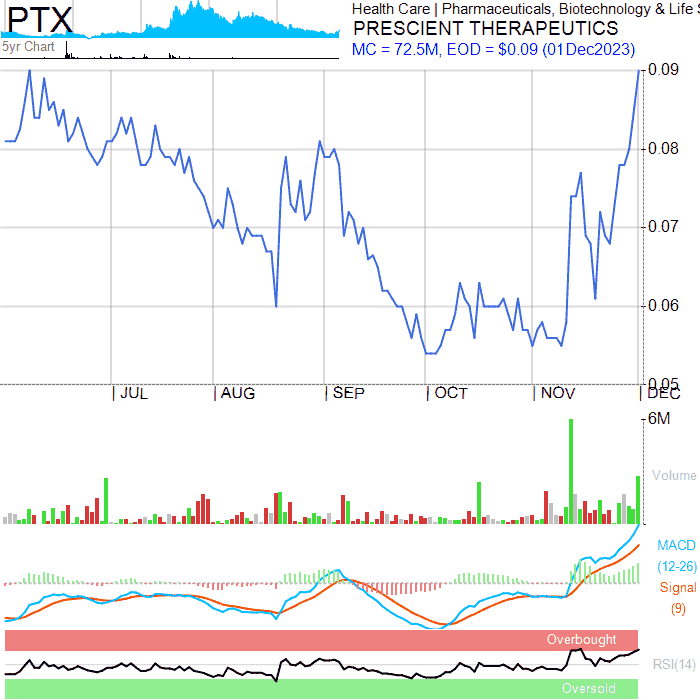 PTX
5yr Chart
Health Care | Pharmaceuticals, Biotechnology & Life S
PRESCIENT THERAPEUTICS
MC = 72.5M, EOD = $0.09 (01Dec2023)
0.09
0.08
0.07
0.06
0.05
JUL
AUG
SEP
OCT
NOV
DEC
6M
Volume
MACD
(12-26)
Signal
(9)
Overbought
RSI(14)
Oversold